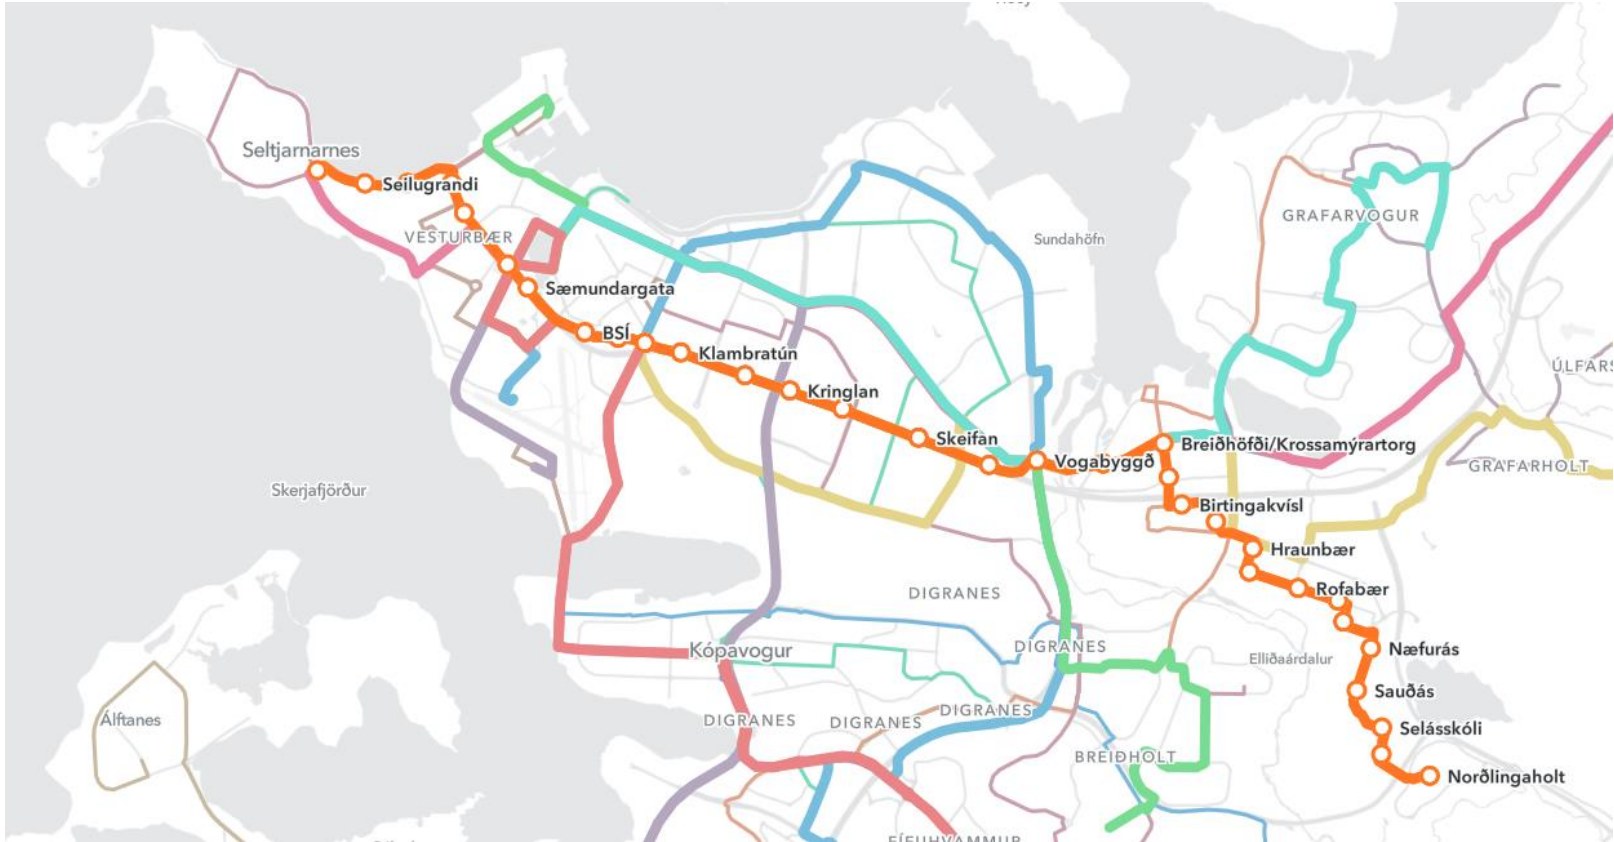 Seltjarnarnes
Seilugrandi
VESTURBÆR
GRAFARVOGUR
Sundahöfn
Sæmundargata
BSÍ
Klambratún
ÚLFARS
Kringlan
Skeifan
Breiðhöfði/Krossamýrartorg
Vogabyggð
GRAFARHOLT
Skerjafjörður
Birtingakvísl
Hraunbær
Rofabær
DIGRANES
DIGRANES
Kópavogur
Næfurás
Elliðaárdalur
Sauðás
DIGRANES
Álftanes
DIGRANES
DIGRANES
Selásskóli
BREIÐHOLT
Norðlingaholt
FÍFUHVAMMUR